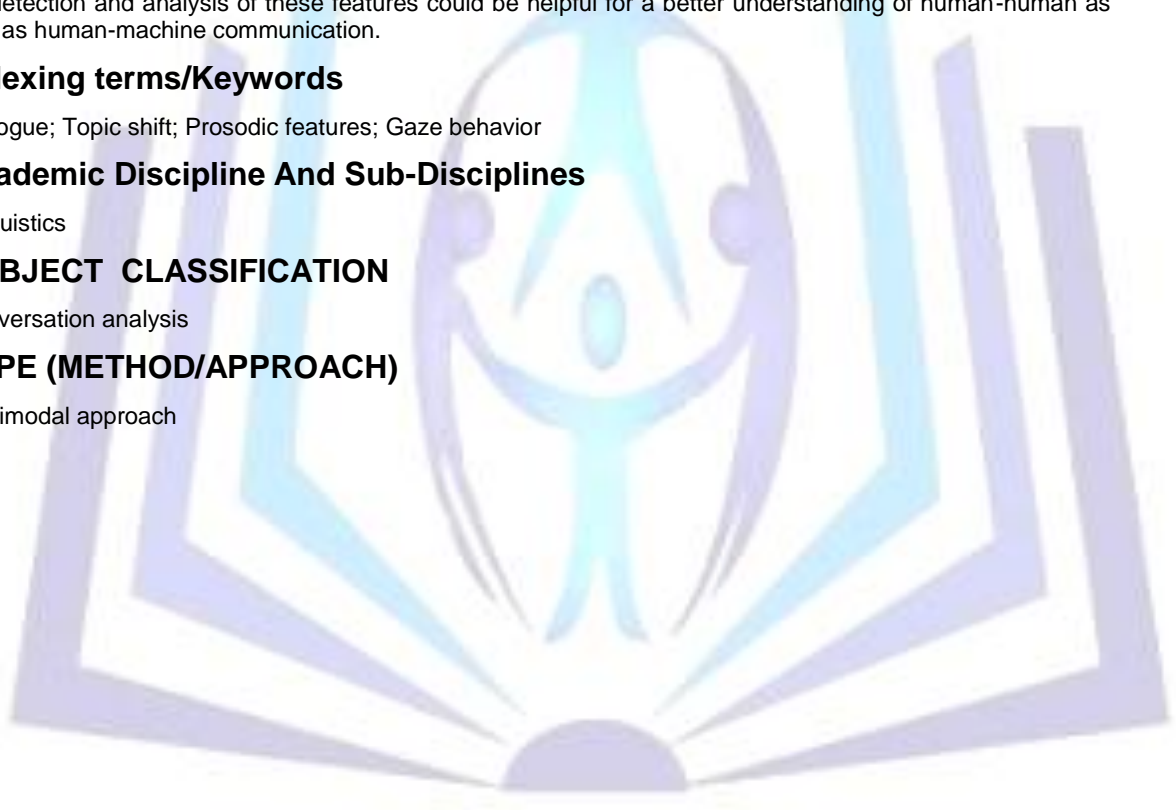 detection and analysis of these features could be helpful for a better understanding of human-human as
as human-machine communication.
dexing terms/Keywords
ogue; Topic shift; Prosodic features; Gaze behavior
ademic Discipline And Sub-Disciplines
uistics
BJECT CLASSIFICATION
versation analysis
PE (METHOD/APPROACH)
imodal approach